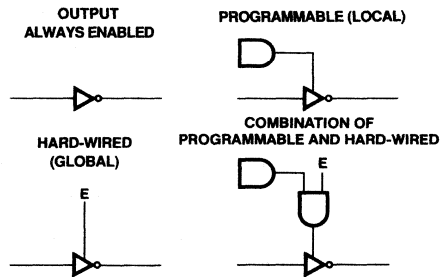 OUTPUT
ALWAYS ENABLED
PROGRAMMABLE (LOCAL)
HARD-WIRED
(GLOBAL)
E
COMBINATION OF
PROGRAMMABLE AND HARD-WIRED
E